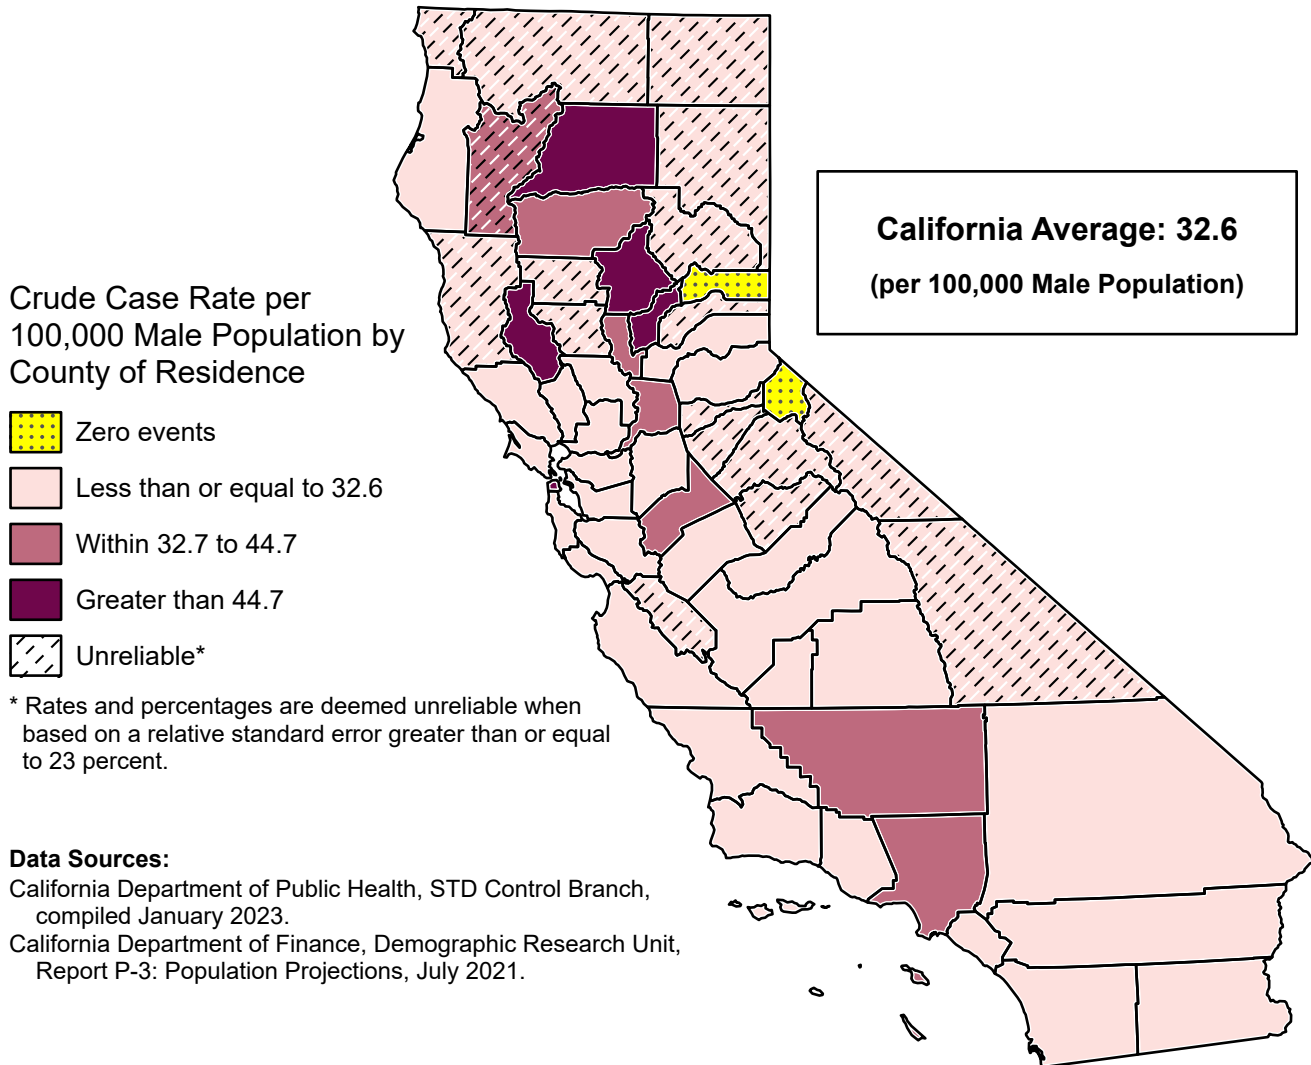 California Average: 32.6
(per 100,000 Male Population)
Crude Case Rate per
100,000 Male Population by
County of Residence
Zero events
Less than or equal to 32.6
Within 32.7 to 44.7
Greater than 44.7
Unreliable*
* Rates and percentages are deemed unreliable when
based on a relative standard error greater than or equal
to 23 percent.
Data Sources:
California Department of Public Health, STD Control Branch,
compiled January 2023.
California Department of Finance, Demographic Research Unit,
Report P-3: Population Projections, July 2021.